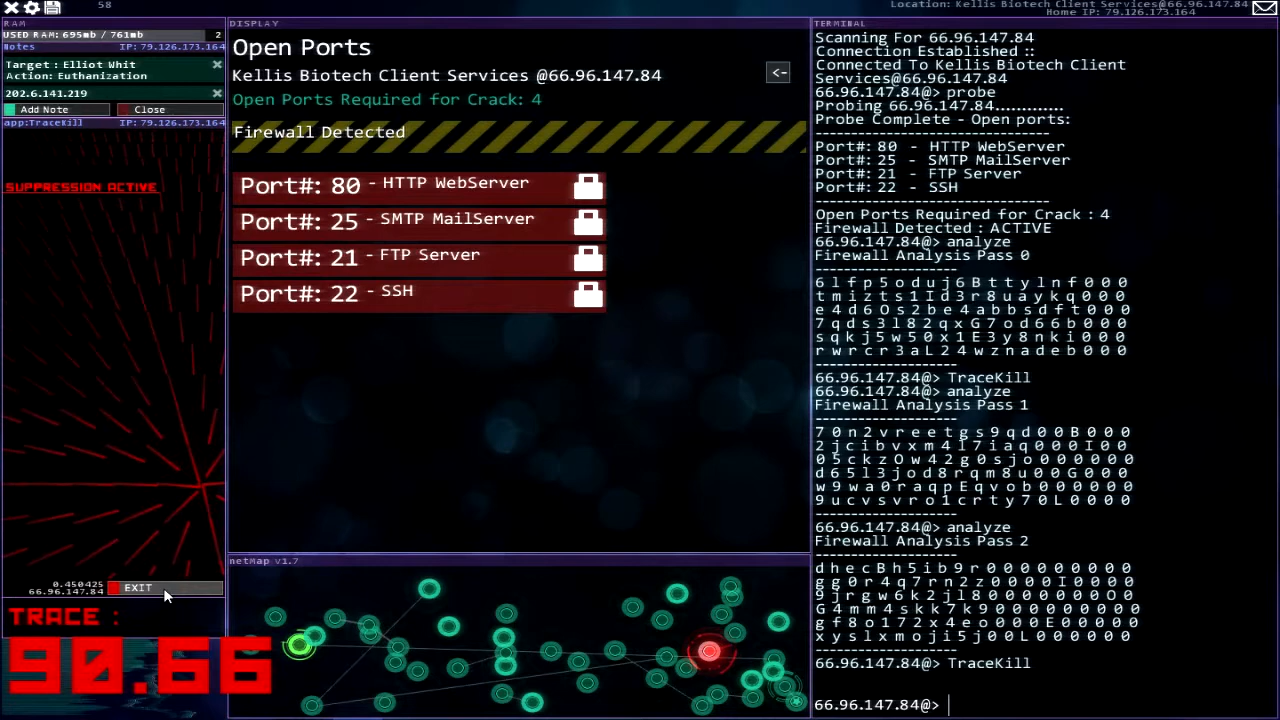 58
Location: Kellis Biotech Client Services@66.96.147.84
Home IP: 79.126.173.164
RAM
USED RAM: 695mb / 761mb 2
Notes IP: 79.126.173.164
Target : Elliot Whit
Action: Euthanization
202.6.141.219
Add Note Close
app:TraceKill IP: 79.126.173.164
SUPPRESSION ACTIVE
0.450425
66.96.147.84
EXIT
TRACE :
90.66
DISPLAY
Open Ports
Kellis Biotech Client Services @66.96.147.84
<-
Open Ports Required for Crack: 4
Firewall Detected
Port#: 80 - HTTP WebServer
Port#: 25 - SMTP MailServer
Port#: 21 - FTP Server
Port#: 22 - SSH
netMap v1.7
TERMINAL
Scanning For 66.96.147.84
Connection Established ::
Connected To Kellis Biotech Client
Services@66.96.147.84
66.96.147.84@> probe
Probing 66.96.147.84.............
Probe Complete - Open ports:
---------------------------------
Port#: 80 - HTTP WebServer
Port#: 25 - SMTP MailServer
Port#: 21 - FTP Server
Port#: 22 - SSH
---------------------------------
Open Ports Required for Crack : 4
Firewall Detected : ACTIVE
66.96.147.84@> analyze
Firewall Analysis Pass 0
--------------------
6 l f p 5 o d u j 6 B t t y l n f 0 0 0
t m i z t s 1 I d 3 r 8 u a y k q 0 0 0
e 4 d 6 O s 2 b e 4 a b b s d f t 0 0 0
7 q d s 3 l 8 2 q x G 7 o d 6 6 b 0 0 0
s q k j 5 w 5 0 x 1 E 3 y 8 n k i 0 0 0
r w r c r 3 a L 2 4 w z n a d e b 0 0 0
--------------------
66.96.147.84@> TraceKill
66.96.147.84@> analyze
Firewall Analysis Pass 1
--------------------
7 0 n 2 v r e e t g s 9 q d 0 0 B 0 0 0
2 j c i b v x m 4 l 7 i a q 0 0 0 I 0 0
0 5 c k z O w 4 2 g 0 s j o 0 0 0 0 0 0
d 6 5 l 3 j o d 8 r q m 8 u 0 0 G 0 0 0
w 9 w a 0 r a q p E q v o b 0 0 0 0 0 0
9 u c v s v r o 1 c r t y 7 0 L 0 0 0 0
--------------------
66.96.147.84@> analyze
Firewall Analysis Pass 2
--------------------
d h e c B h 5 i b 9 r 0 0 0 0 0 0 0 0 0
g g 0 r 4 q 7 r n 2 z 0 0 0 0 I 0 0 0 0
9 j r g w 6 k 2 j l 8 0 0 0 0 0 0 0 O 0
G 4 m m 4 s k k 7 k 9 0 0 0 0 0 0 0 0 0
g f 8 o 1 7 2 x 4 e o 0 0 0 E 0 0 0 0 0
x y s l x m o j i 5 j 0 0 L 0 0 0 0 0 0
--------------------
66.96.147.84@> TraceKill
66.96.147.84@>